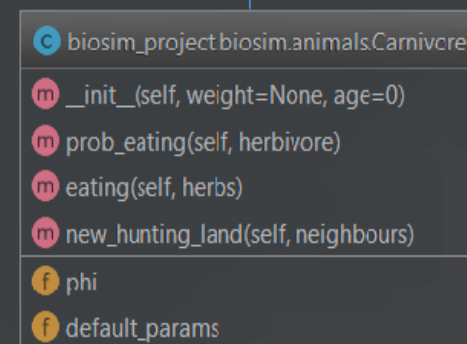 C biosim_project.biosim.animals.Carnivore
m __init__(self, weight=None, age=0)
m prob_eating(self, herbivore)
m eating(self, herbs)
m new_hunting_land(self, neighbours)
f phi
f default_params